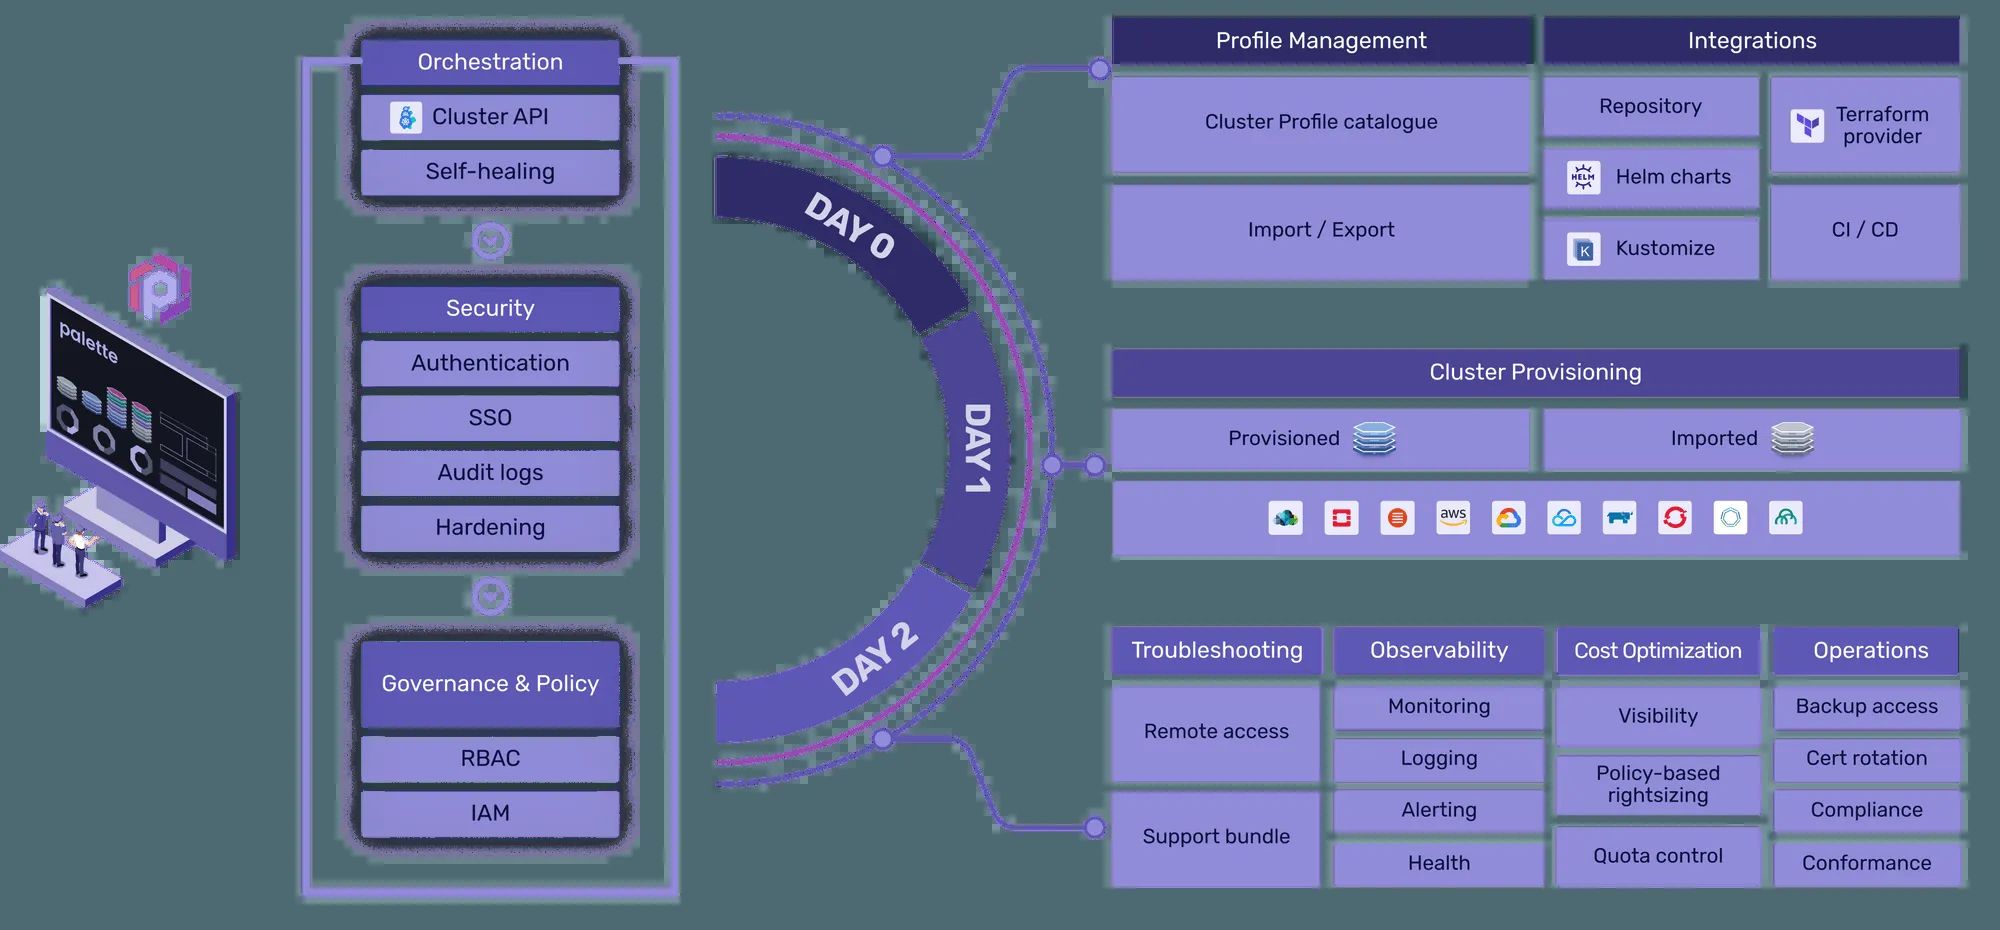 palette
Orchestration
Cluster API
Self-healing
Security
Authentication
SSO
Audit logs
Hardening
Governance & Policy
RBAC
IAM
DAY 0
DAY 1
DAY 2
Profile Management
Cluster Profile catalogue
Import / Export
Integrations
Repository
HELM
Helm charts
K
Kustomize
Terraform
provider
CI / CD
Cluster Provisioning
Provisioned
Imported
aws
Troubleshooting
Remote access
Support bundle
Observability
Monitoring
Logging
Alerting
Health
Cost Optimization
Visibility
Policy-based
rightsizing
Quota control
Operations
Backup access
Cert rotation
Compliance
Conformance